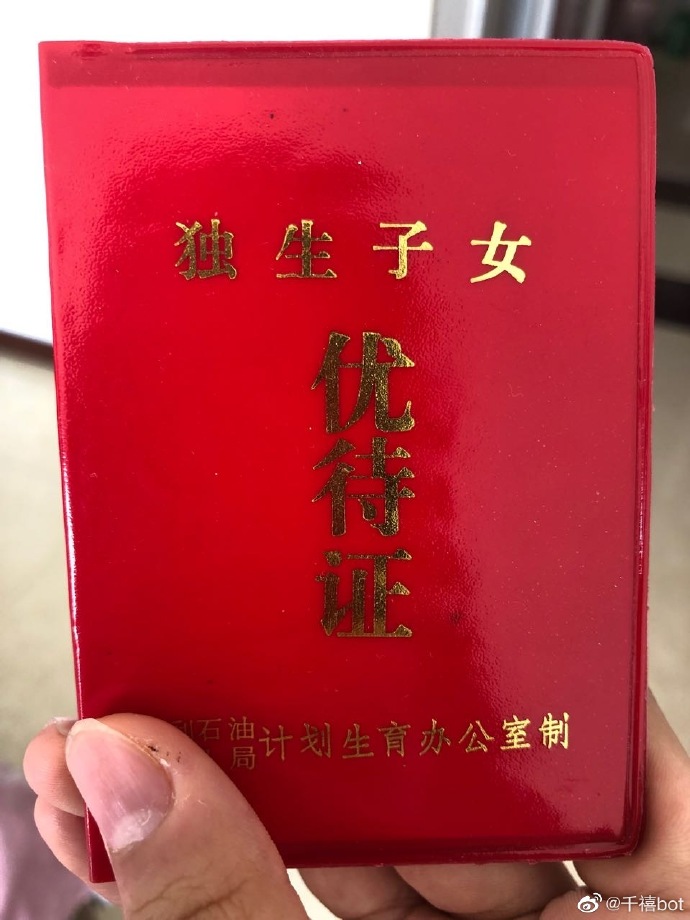 独生子女
优待证
利石油
局
计划生育办公室制
@千禧bot